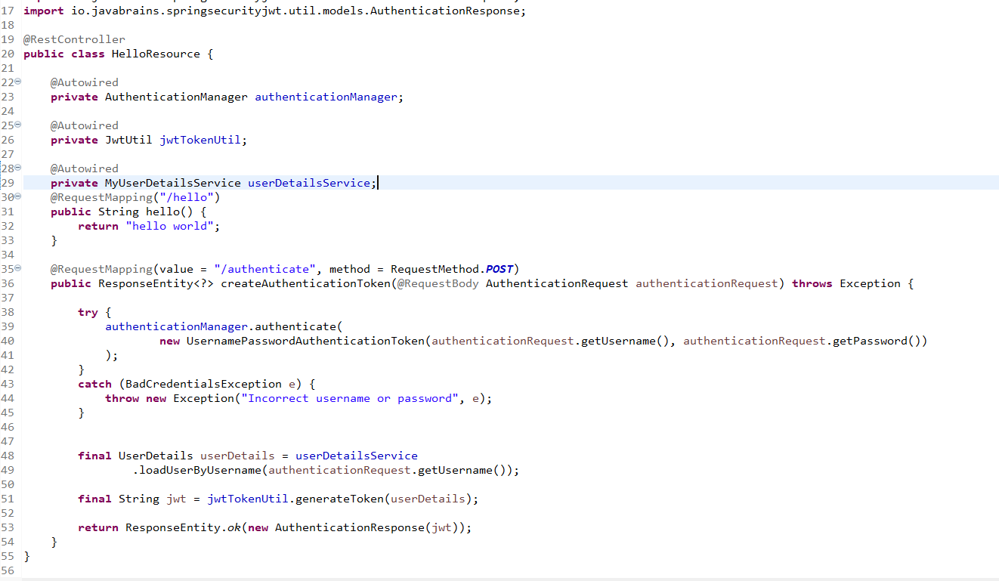 17 import io.javabrains.springsecurityjwt.util.models.AuthenticationResponse;
18
19 @RestController
20 public class HelloResource {
21
22 @Autowired
23 private AuthenticationManager authenticationManager;
24
25 @Autowired
26 private JwtUtil jwtTokenUtil;
27
28 @Autowired
29 private MyUserDetailsService userDetailsService;
30 @RequestMapping("/hello")
31 public String hello() {
32 return "hello world";
33 }
34
35 @RequestMapping(value = "/authenticate", method = RequestMethod.POST)
36 public ResponseEntity<?> createAuthenticationToken(@RequestBody AuthenticationRequest authenticationRequest) throws Exception {
37
38 try {
39 authenticationManager.authenticate(
40 new UsernamePasswordAuthenticationToken(authenticationRequest.getUsername(), authenticationRequest.getPassword())
41 );
42 }
43 catch (BadCredentialsException e) {
44 throw new Exception("Incorrect username or password", e);
45 }
46
47
48 final UserDetails userDetails = userDetailsService
49 .loadUserByUsername(authenticationRequest.getUsername());
50
51 final String jwt = jwtTokenUtil.generateToken(userDetails);
52
53 return ResponseEntity.ok(new AuthenticationResponse(jwt));
54 }
55 }
56